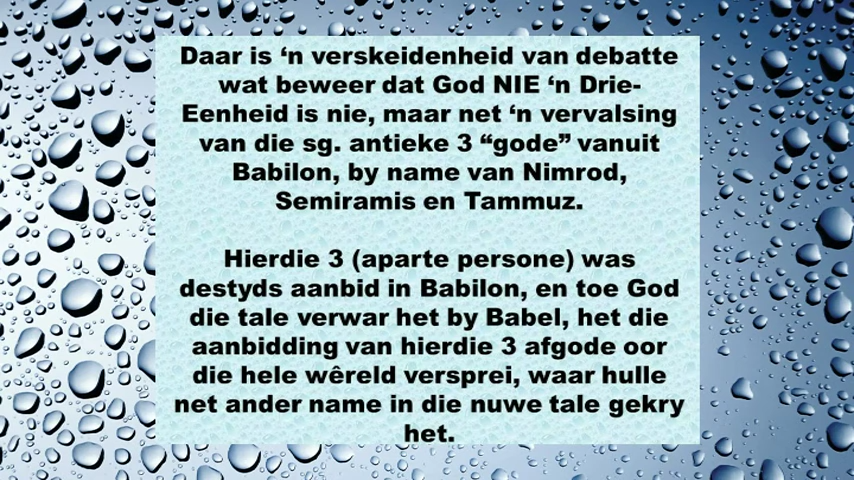 Daar is ‘n verskeidenheid van debatte
wat beweer dat God NIE ‘n Drie-
Eenheid is nie, maar net ‘n vervalsing
van die sg. antieke 3 “gode” vanuit
Babilon, by name van Nimrod,
Semiramis en Tammuz.
Hierdie 3 (aparte persone) was
destyds aanbid in Babilon, en toe God
die tale verwar het by Babel, het die
aanbidding van hierdie 3 afgode oor
die hele wêreld versprei, waar hulle
net ander name in die nuwe tale gekry
het.